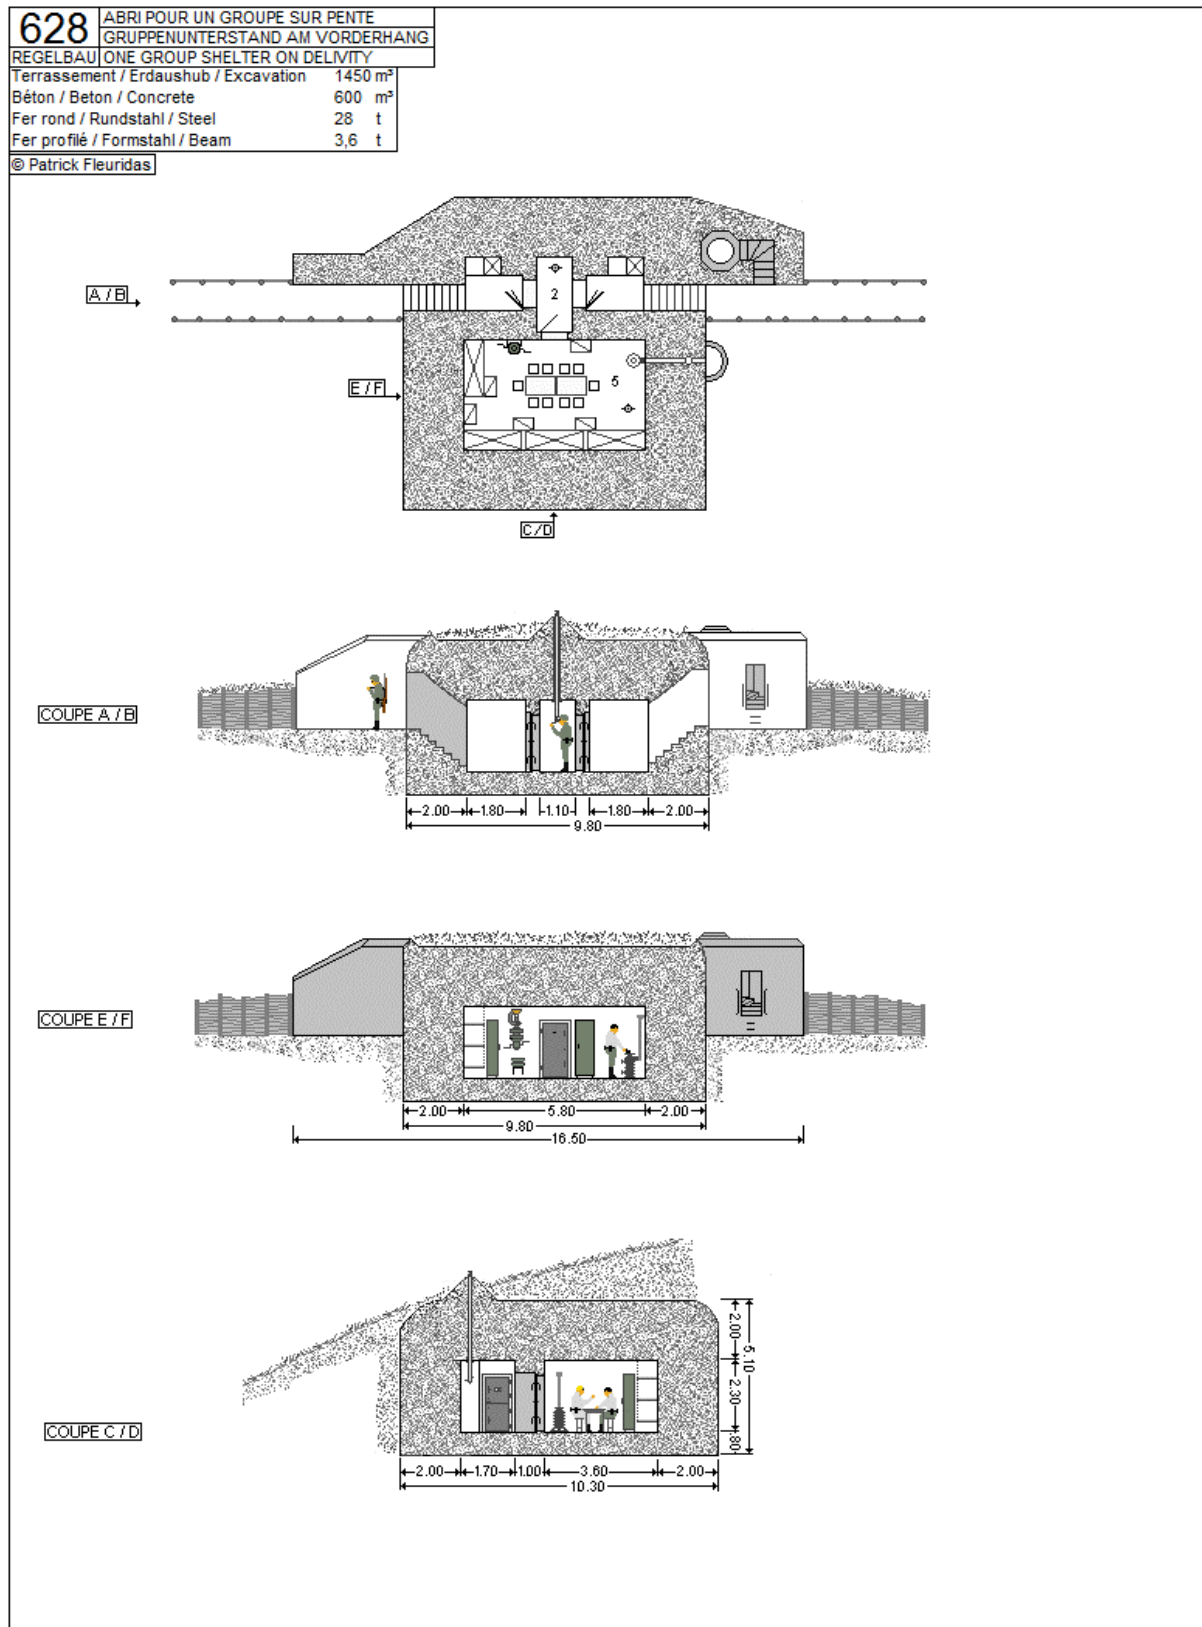 628
ABRI POUR UN GROUPE SUR PENTE
GRUPPENUNTERSTAND AM VORDERHANG
REGELBAU ONE GROUP SHELTER ON DELIVITY
Terrassement / Erdaushub / Excavation 1450 m³
Béton / Beton / Concrete 600 m³
Fer rond / Rundstahl / Steel 28 t
Fer profilé / Formstahl / Beam 3,6 t
© Patrick Fleuridas
A / B
2
E / F
5
C / D
COUPE A / B
2.00 1.80 1.10 1.80 2.00
9.80
COUPE E / F
2.00 5.80 2.00
9.80
16.50
COUPE C / D
2.00
5.10
2.30
.80
2.00 1.70 1.00 3.60 2.00
10.30